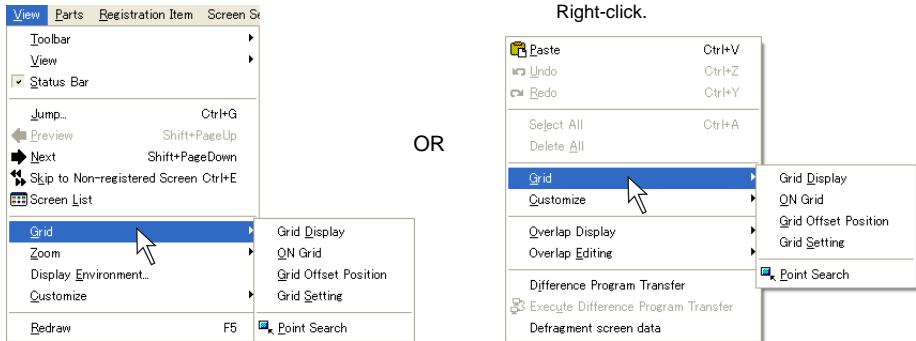 View Parts Registration Item Screen Se
Toolbar
View
Status Bar
Jump... Ctrl+G
Preview Shift+PageUp
Next Shift+PageDown
Skip to Non-registered Screen Ctrl+E
Screen List
Grid
Zoom
Display Environment...
Customize
Redraw F5
Grid Display
ON Grid
Grid Offset Position
Grid Setting
Point Search
OR
Right-click.
Paste Ctrl+V
Undo Ctrl+Z
Redo Ctrl+Y
Select All Ctrl+A
Delete All
Grid
Customize
Overlap Display
Overlap Editing
Difference Program Transfer
Execute Difference Program Transfer
Defragment screen data
Grid Display
ON Grid
Grid Offset Position
Grid Setting
Point Search